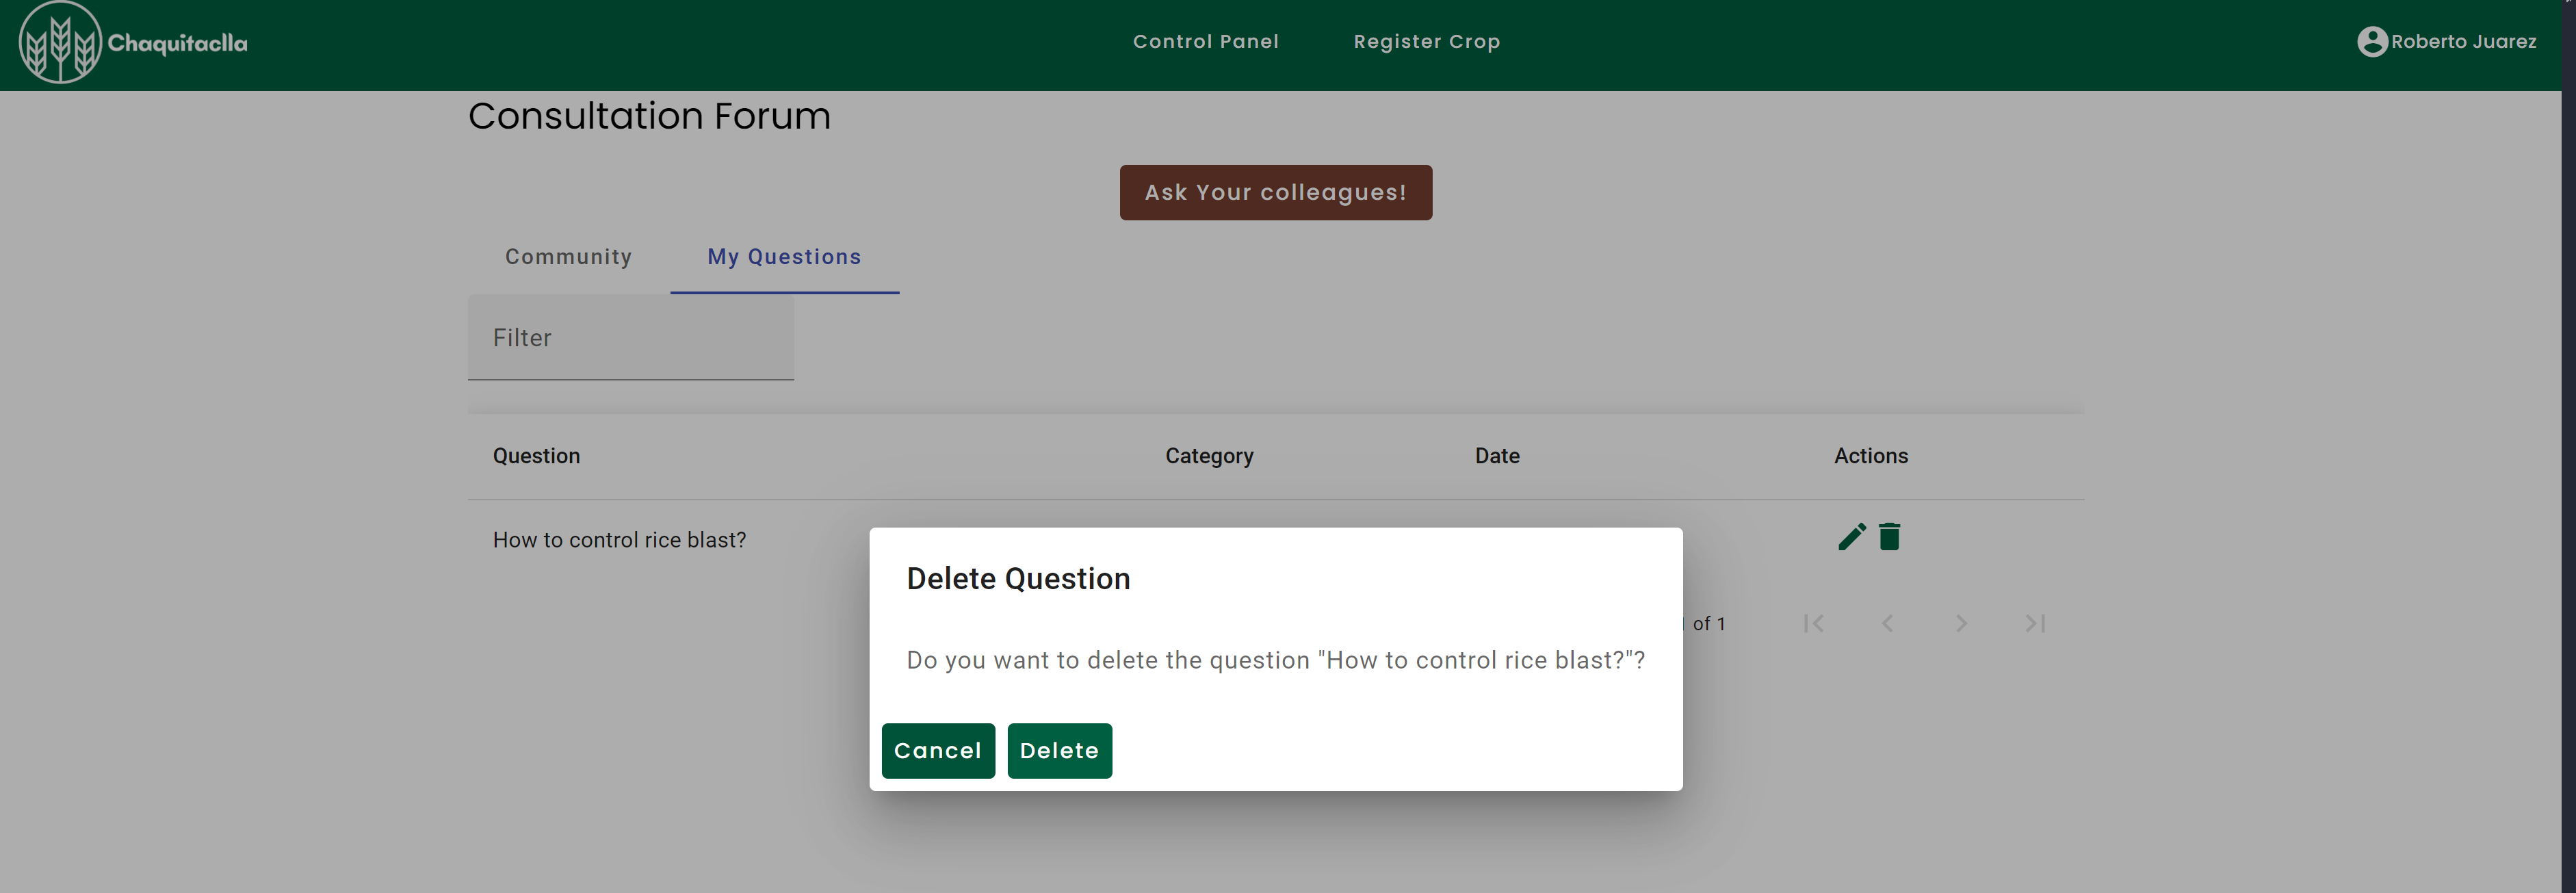 Chaquitaclla
Control Panel
Register Crop
Roberto Juarez
Consultation Forum
Ask Your colleagues!
Community
My Questions
Filter
Question
Category
Date
Actions
How to control rice blast?
of 1
Delete Question
Do you want to delete the question "How to control rice blast?"?
Cancel
Delete